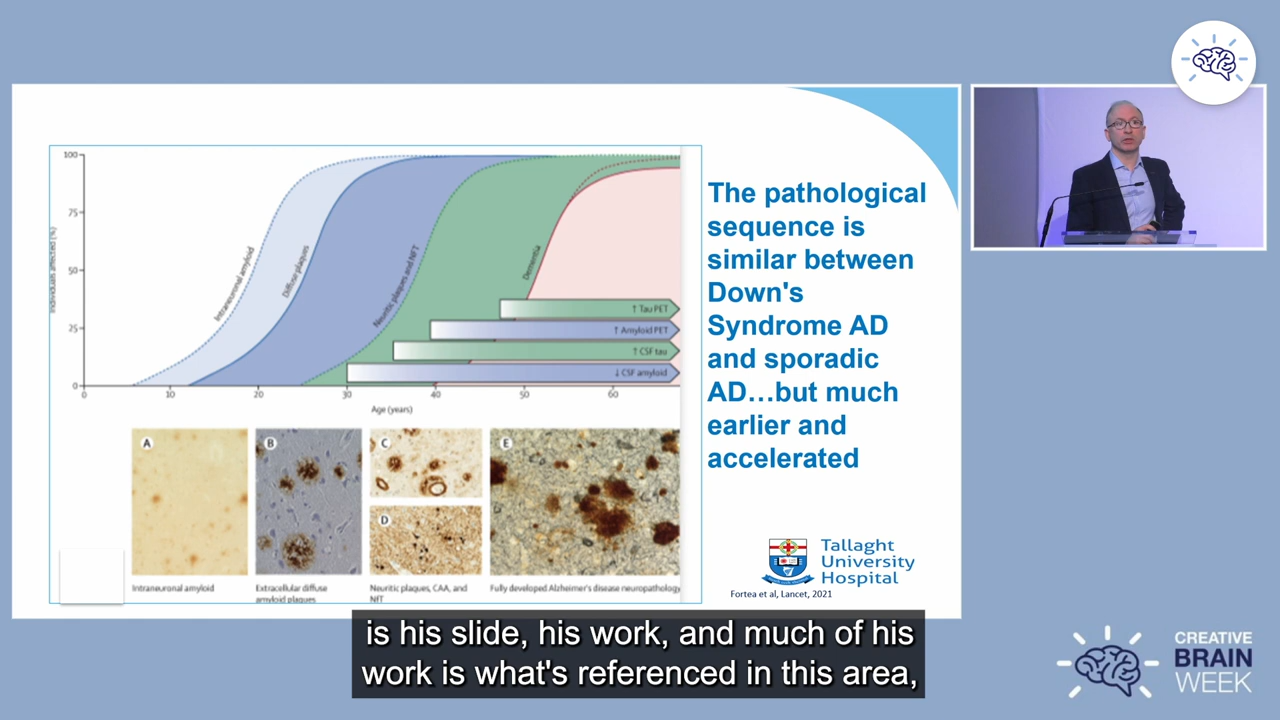 100
75
50
25
0
Individuals affected (%)
Intraneuronal amyloid
Diffuse plaques
Neuritic plaques and NFT
Dementia
↑ Tau PET
↑ Amyloid PET
↑ CSF tau
↓ CSF amyloid
0 10 20 30 40 50 60
Age (years)
A
B
C
D
E
Intraneuronal amyloid
Extracellular diffuse
amyloid plaques
Neuritic plaques, CAA, and
NfT
Fully developed Alzheimer's disease neuropathology
The pathological
sequence is
similar between
Down's
Syndrome AD
and sporadic
AD...but much
earlier and
accelerated
Tallaght
University
Hospital
Fortea et al, Lancet, 2021
is his slide, his work, and much of his
work is what's referenced in this area,
CREATIVE
BRAIN
WEEK